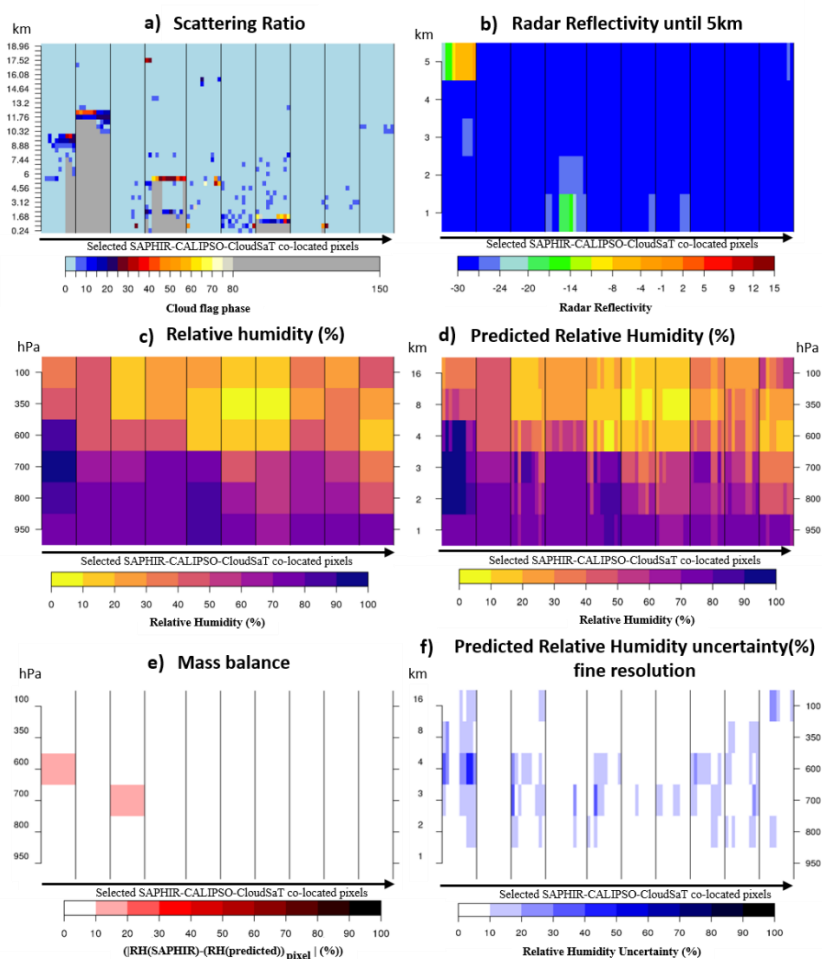 a) Scattering Ratio
km
18.96
17.52
16.08
14.64
13.2
11.76
10.32
8.88
7.44
6
4.56
3.12
1.68
0.24
Selected SAPHIR-CALIPSO-CloudSaT co-located pixels
0 10 20 30 40 50 60 70 80 150
Cloud flag phase
b) Radar Reflectivity until 5km
5
4
3
2
1
Selected SAPHIR-CALIPSO-CloudSaT co-located pixels
-30 -24 -20 -14 -8 -4 -1 2 5 9 12 15
Radar Reflectivity
c) Relative humidity (%)
hPa
km
100
350
600
700
800
950
16
8
4
3
2
1
Selected SAPHIR-CALIPSO-CloudSaT co-located pixels
0 10 20 30 40 50 60 70 80 90 100
Relative Humidity (%)
d) Predicted Relative Humidity (%)
hPa
100
350
600
700
800
950
Selected SAPHIR-CALIPSO-CloudSaT co-located pixels
0 10 20 30 40 50 60 70 80 90 100
Relative Humidity (%)
e) Mass balance
hPa
km
100
350
600
700
800
950
16
8
4
3
2
1
Selected SAPHIR-CALIPSO-CloudSaT co-located pixels
0 10 20 30 40 50 60 70 80 90 100
(|RH(SAPHIR)-(RH(predicted))pixel | (%))
f) Predicted Relative Humidity uncertainty(%)
fine resolution
hPa
100
350
600
700
800
950
Selected SAPHIR-CALIPSO-CloudSaT co-located pixels
0 10 20 30 40 50 60 70 80 90 100
Relative Humidity Uncertainty (%)